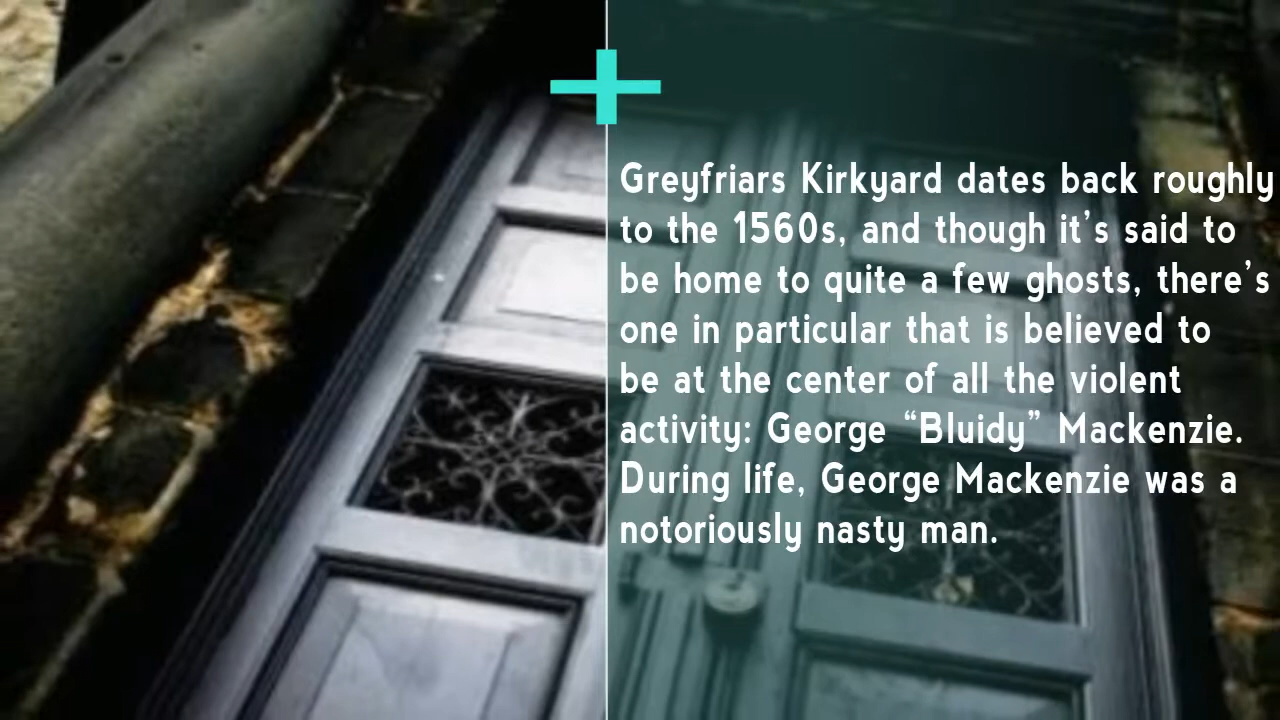 Greyfriars Kirkyard dates back roughly
to the 1560s, and though it’s said to
be home to quite a few ghosts, there’s
one in particular that is believed to
be at the center of all the violent
activity: George “Bluidy” Mackenzie.
During life, George Mackenzie was a
notoriously nasty man.